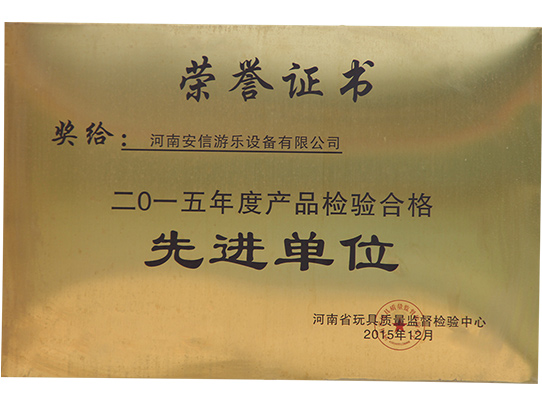 荣誉证书
奖给：河南安信游乐设备有限公司
二0一五年度产品检验合格
先进单位
河南省玩具质量监督检验中心
2015年12月